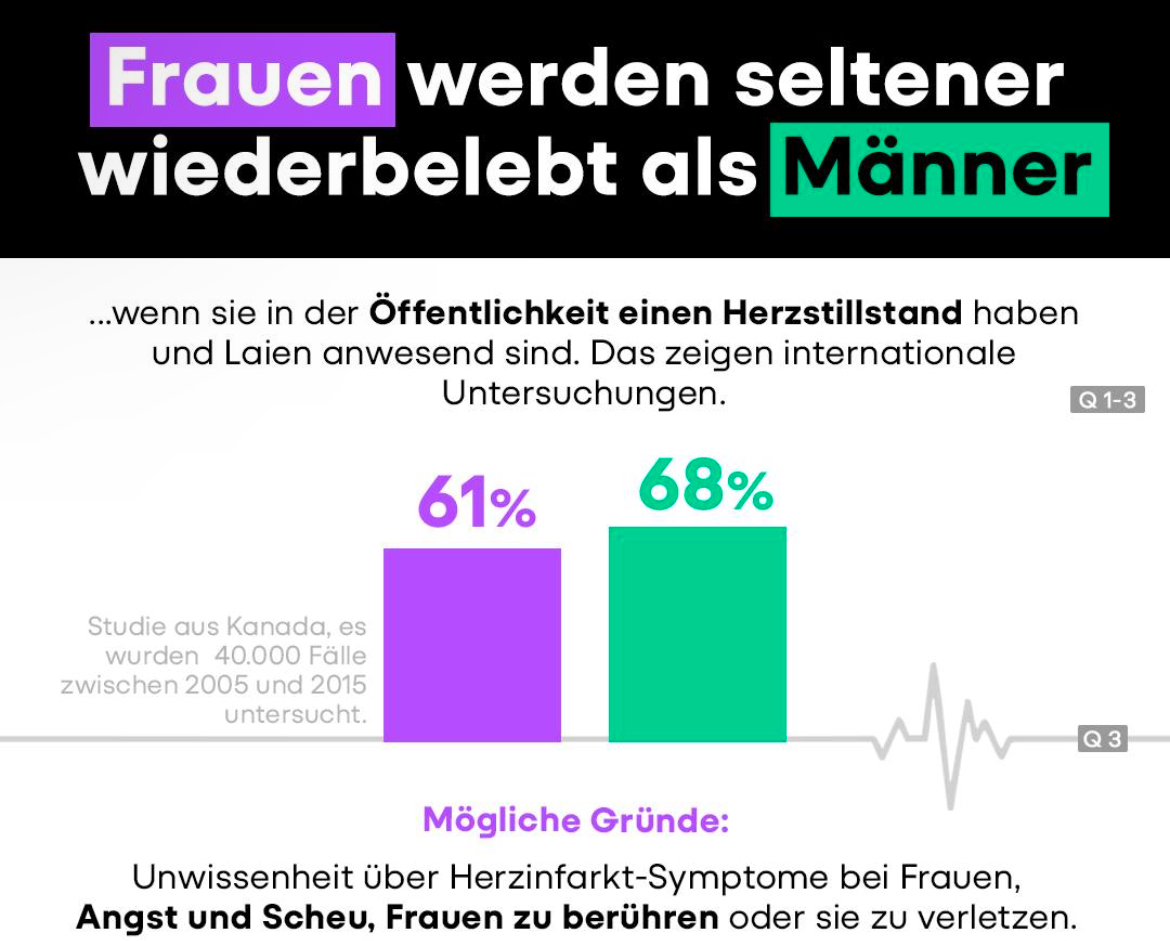 Frauen werden seltener
wiederbelebt als Männer
...wenn sie in der Öffentlichkeit einen Herzstillstand haben
und Laien anwesend sind. Das zeigen internationale
Untersuchungen.
Q 1-3
61%
68%
Studie aus Kanada, es
wurden 40.000 Fälle
zwischen 2005 und 2015
untersucht.
Q 3
Mögliche Gründe:
Unwissenheit über Herzinfarkt-Symptome bei Frauen,
Angst und Scheu, Frauen zu berühren oder sie zu verletzen.